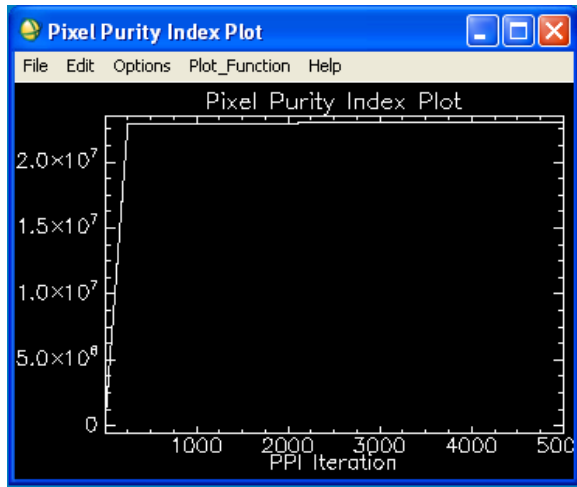 Pixel Purity Index Plot
File Edit Options Plot_Function Help
Pixel Purity Index Plot
2.0×10⁷
1.5×10⁷
1.0×10⁷
5.0×10⁶
0
1000 2000 3000 4000 500
PPI Iteration